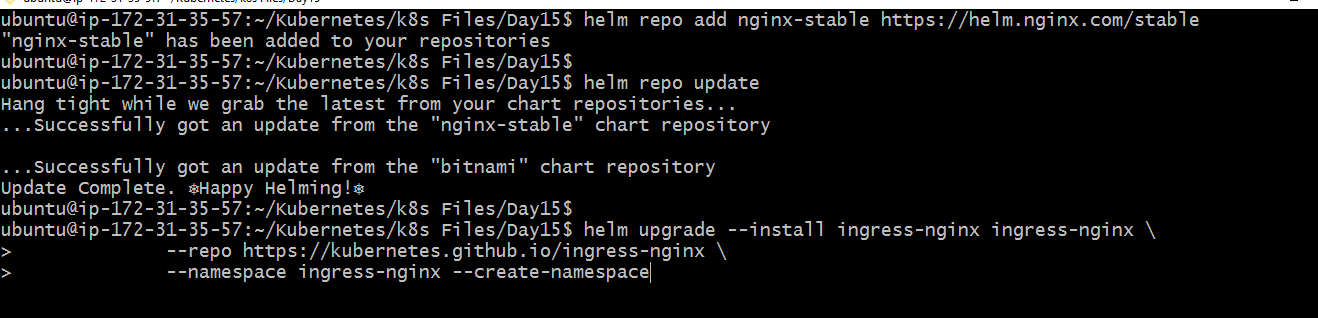 ubuntu@ip-172-31-35-57:~/Kubernetes/k8s Files/Day15$ helm repo add nginx-stable https://helm.nginx.com/stable
"nginx-stable" has been added to your repositories
ubuntu@ip-172-31-35-57:~/Kubernetes/k8s Files/Day15$
ubuntu@ip-172-31-35-57:~/Kubernetes/k8s Files/Day15$ helm repo update
Hang tight while we grab the latest from your chart repositories...
...Successfully got an update from the "nginx-stable" chart repository
...Successfully got an update from the "bitnami" chart repository
Update Complete. ⎈Happy Helming!⎈
ubuntu@ip-172-31-35-57:~/Kubernetes/k8s Files/Day15$
ubuntu@ip-172-31-35-57:~/Kubernetes/k8s Files/Day15$ helm upgrade --install ingress-nginx ingress-nginx \
> --repo https://kubernetes.github.io/ingress-nginx \
> --namespace ingress-nginx --create-namespace